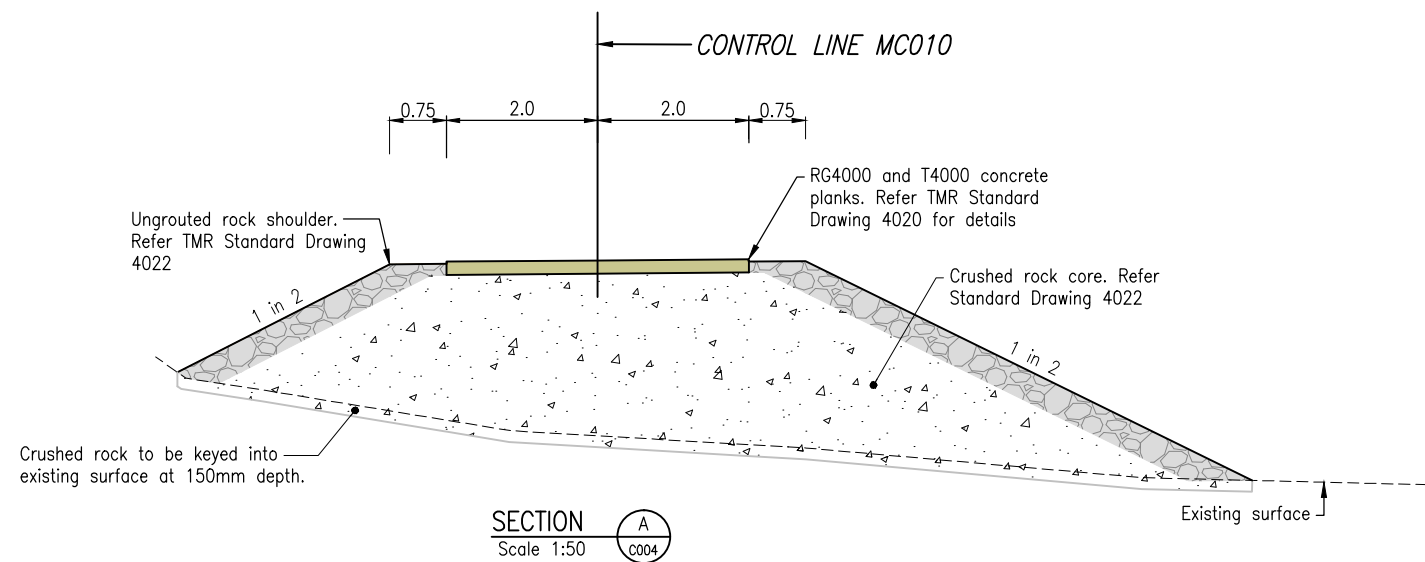 CONTROL LINE MC010
0.75
2.0
2.0
0.75
RG4000 and T4000 concrete
planks. Refer TMR Standard
Drawing 4020 for details
Ungrouted rock shoulder.
Refer TMR Standard Drawing
4022
Crushed rock core. Refer
Standard Drawing 4022
1 in 2
1 in 2
Crushed rock to be keyed into
existing surface at 150mm depth.
Existing surface
SECTION
Scale 1:50
A
C004